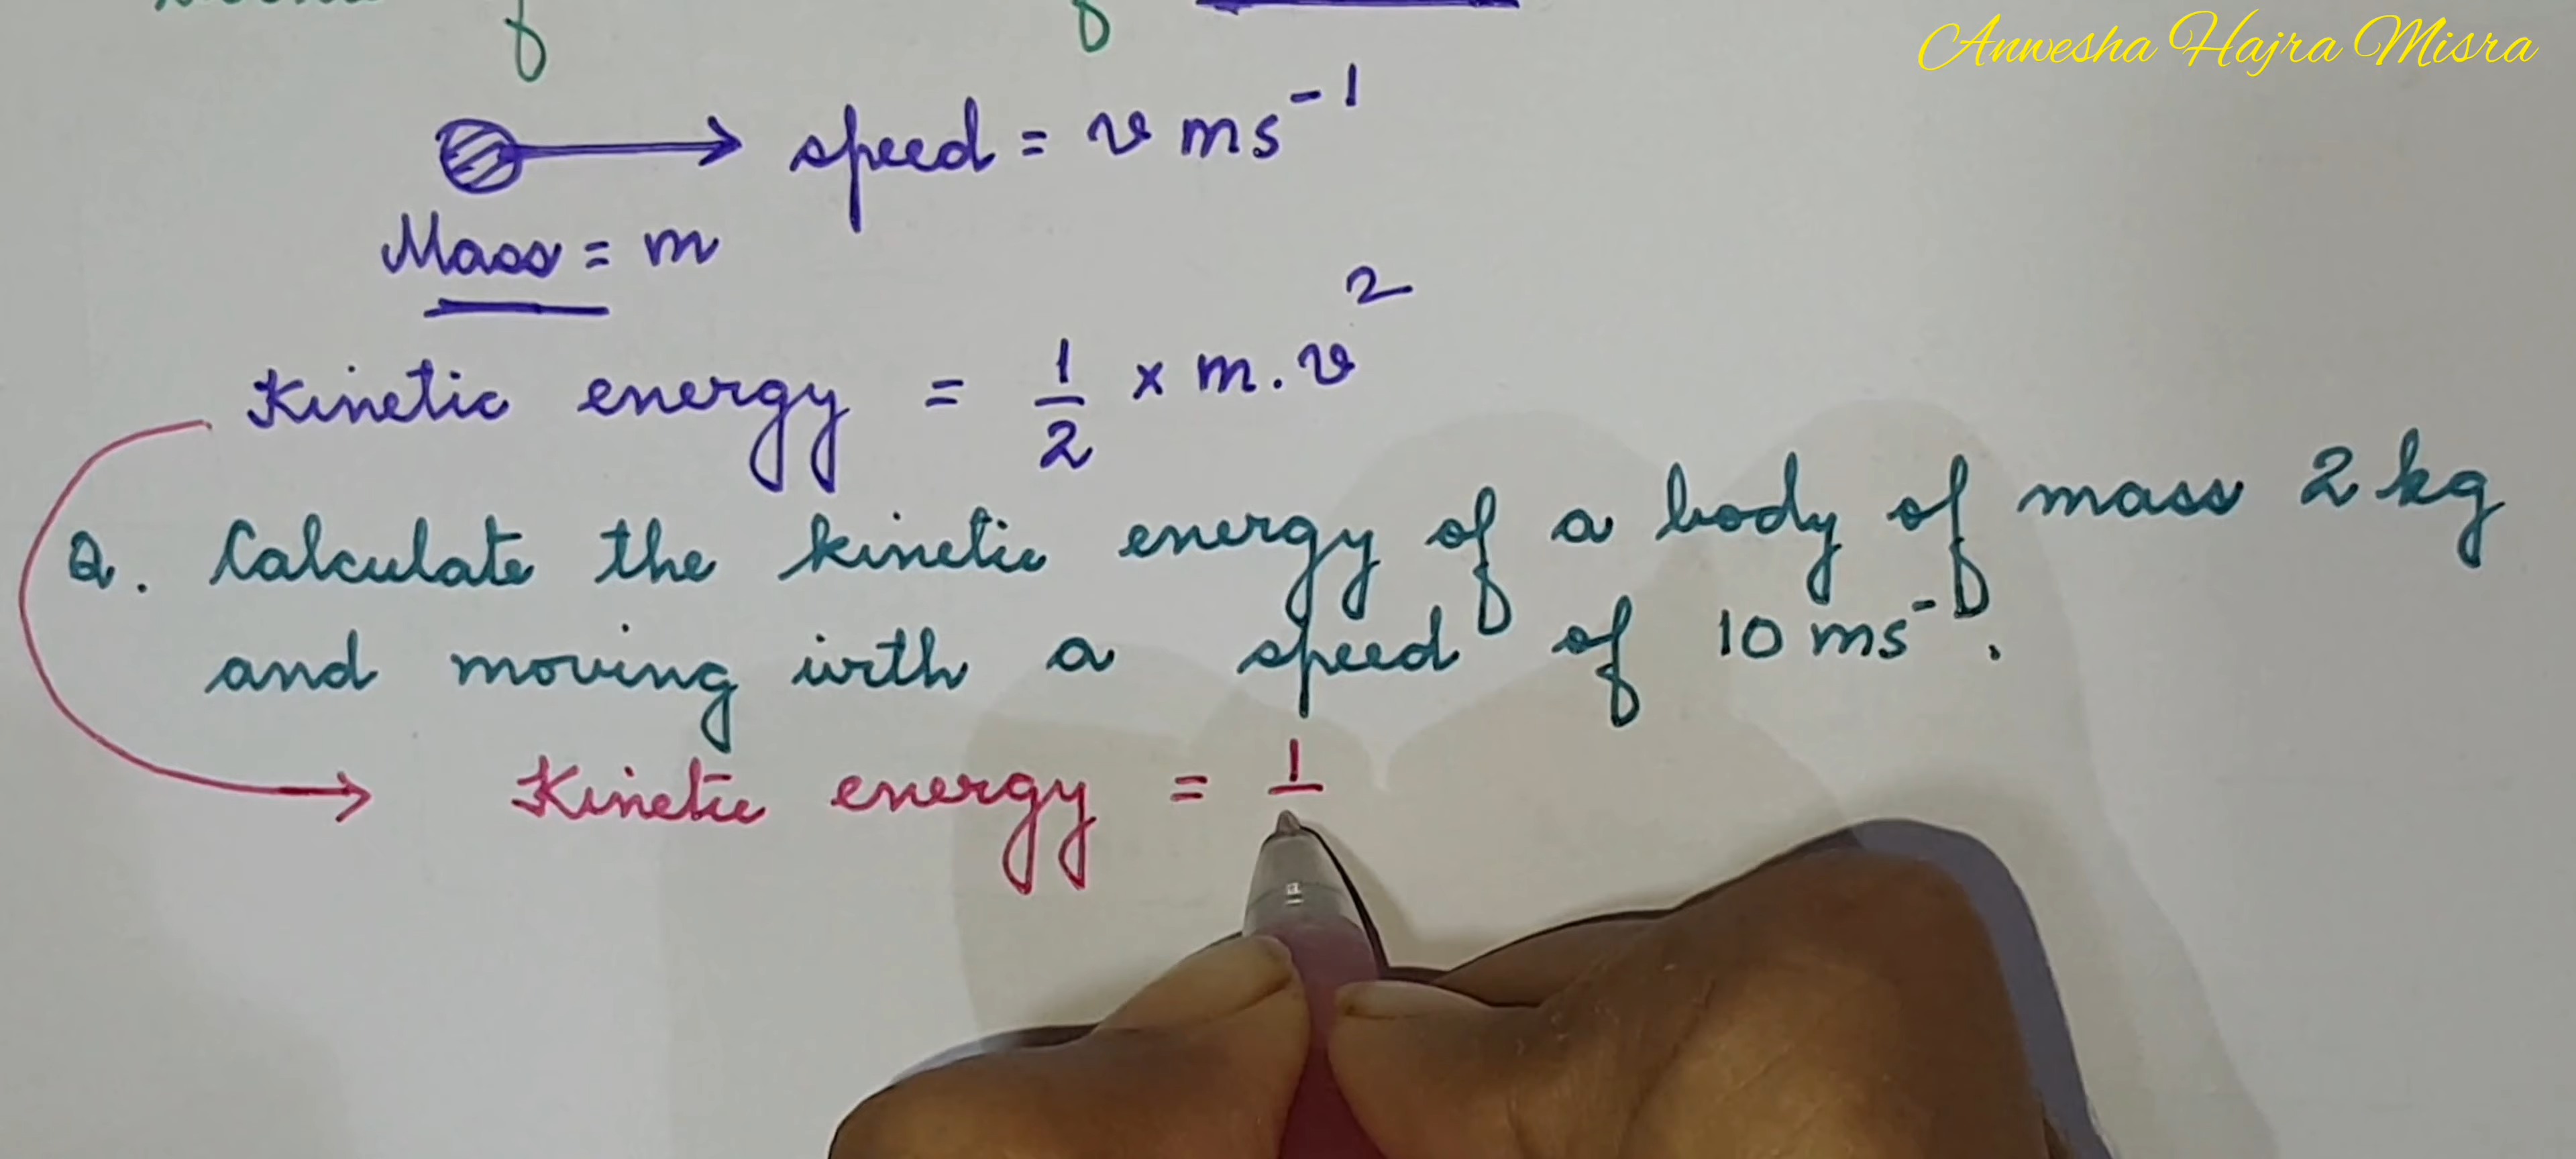 Anwesha Hajra Misra
speed = v ms⁻¹
Mass = m
Kinetic energy = 1/2 × m.v²
Q. Calculate the kinetic energy of a body of mass 2 kg
and moving with a speed of 10 ms⁻¹.
Kinetic energy = 1